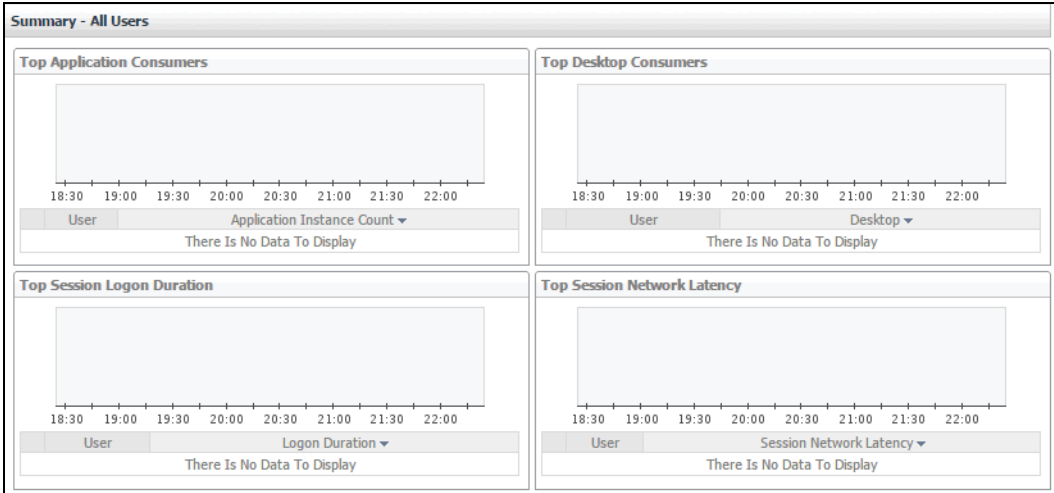 Summary - All Users
Top Application Consumers
18:30 19:00 19:30 20:00 20:30 21:00 21:30 22:00
User Application Instance Count
There Is No Data To Display
Top Desktop Consumers
18:30 19:00 19:30 20:00 20:30 21:00 21:30 22:00
User Desktop
There Is No Data To Display
Top Session Logon Duration
18:30 19:00 19:30 20:00 20:30 21:00 21:30 22:00
User Logon Duration
There Is No Data To Display
Top Session Network Latency
18:30 19:00 19:30 20:00 20:30 21:00 21:30 22:00
User Session Network Latency
There Is No Data To Display